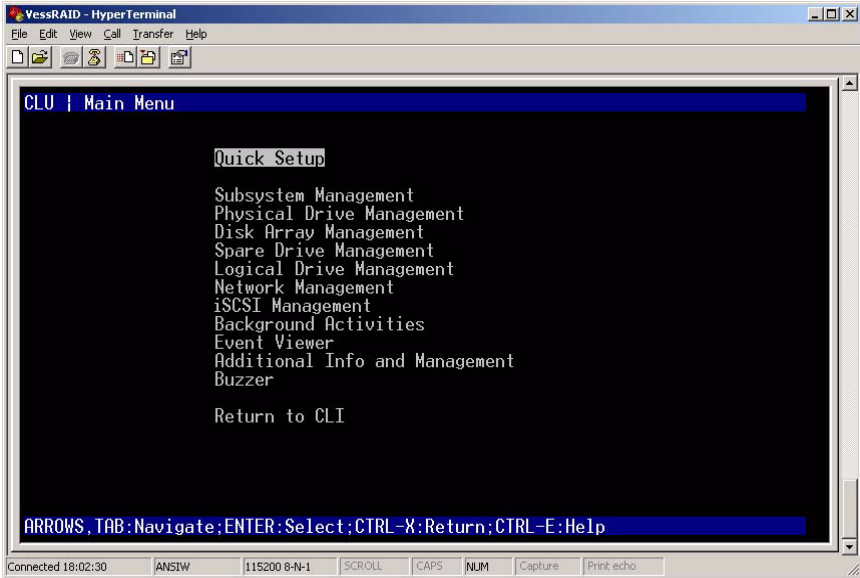 VessRAID - HyperTerminal
File Edit View Call Transfer Help
CLU ¦ Main Menu
Quick Setup
Subsystem Management
Physical Drive Management
Disk Array Management
Spare Drive Management
Logical Drive Management
Network Management
iSCSI Management
Background Activities
Event Viewer
Additional Info and Management
Buzzer
Return to CLI
ARROWS,TAB:Navigate;ENTER:Select;CTRL-X:Return;CTRL-E:Help
Connected 18:02:30 ANSIW 115200 8-N-1 SCROLL CAPS NUM Capture Print echo